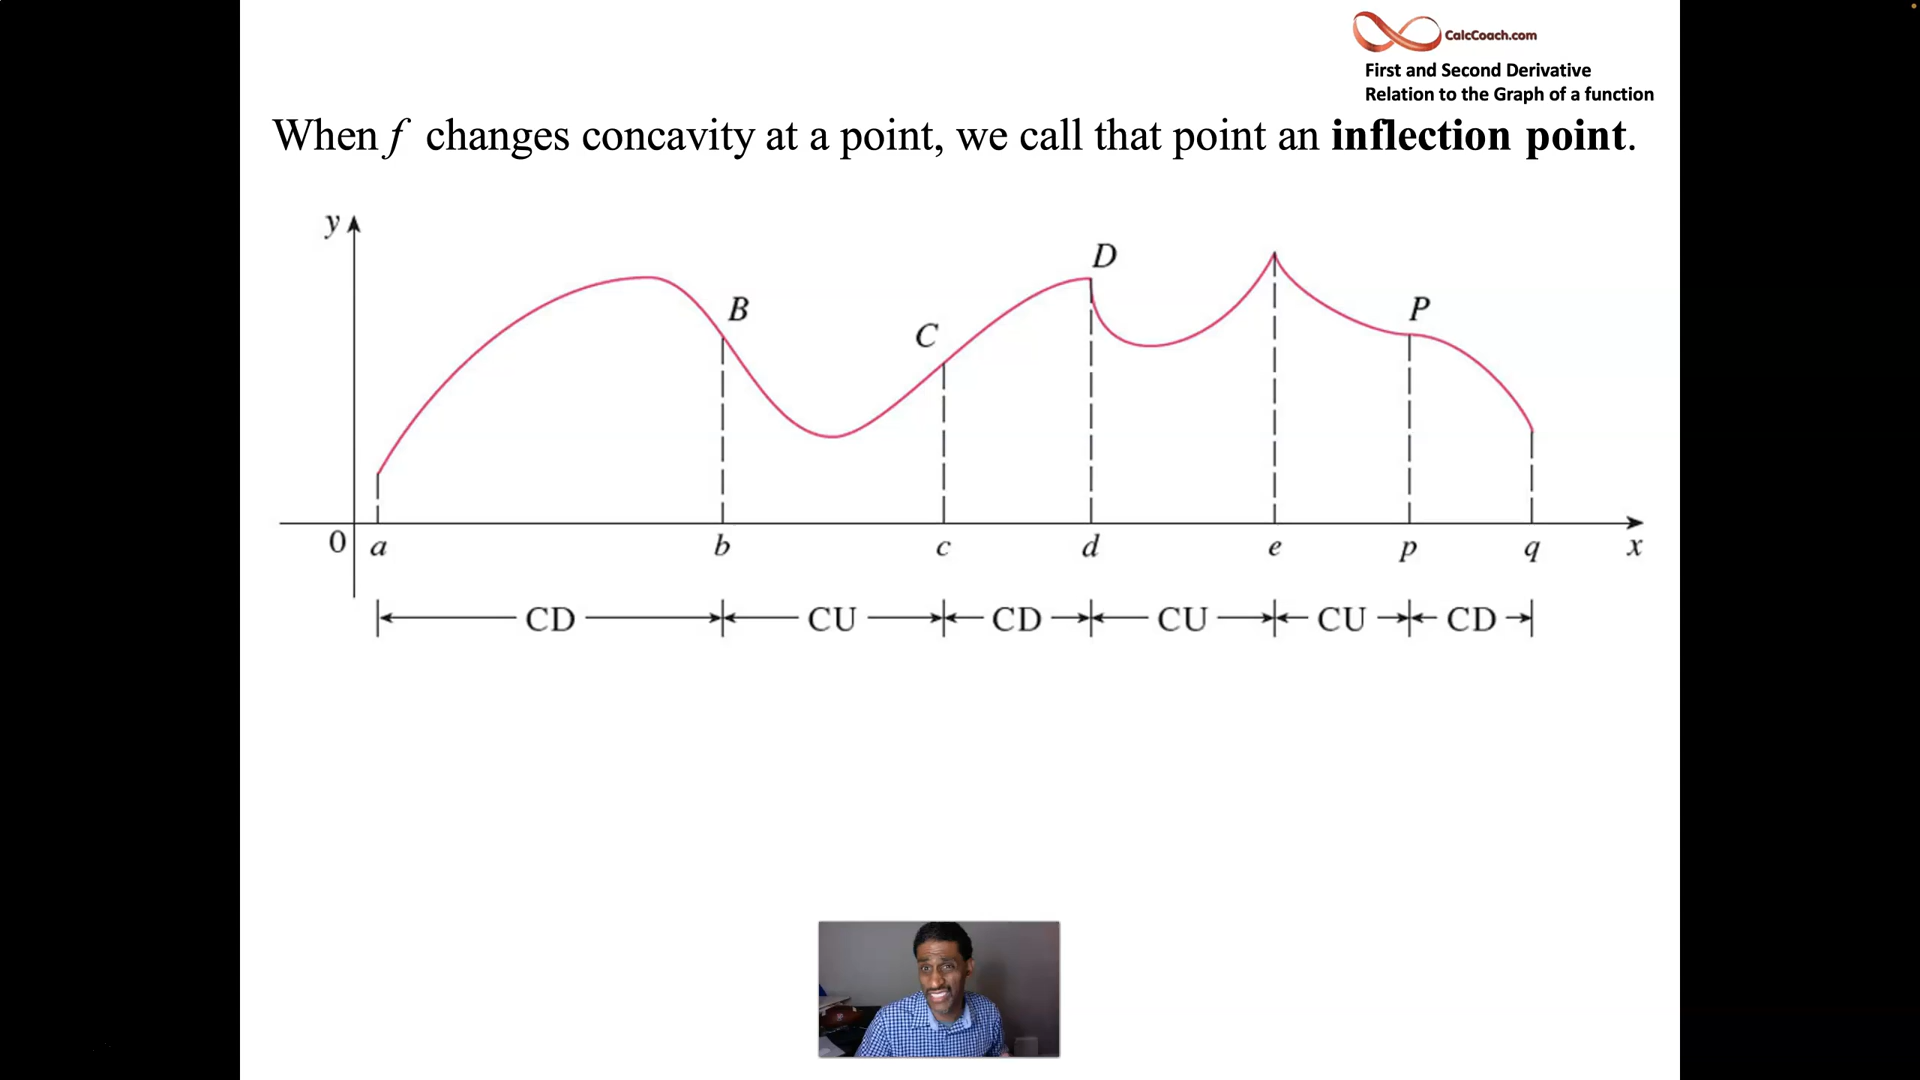 CalcCoach.com
First and Second Derivative
Relation to the Graph of a function
When f changes concavity at a point, we call that point an inflection point.
y
D
B
P
C
0 a b c d e p q x
CD CU CD CU CU CD